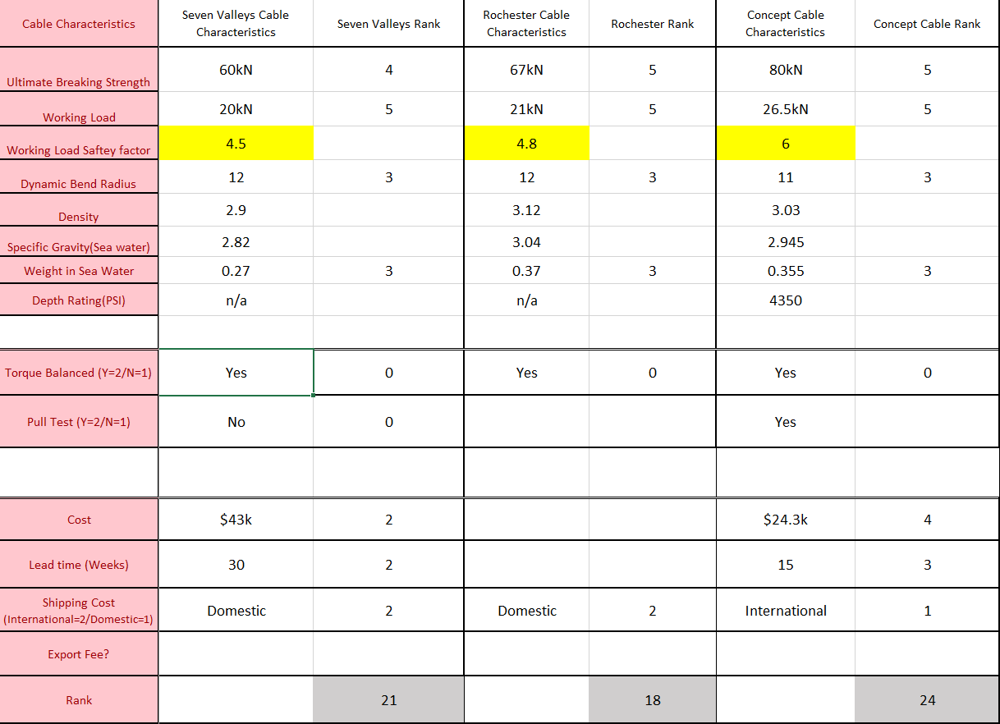 Cable Characteristics
Seven Valleys Cable
Characteristics
Seven Valleys Rank
Rochester Cable
Characteristics
Rochester Rank
Concept Cable
Characteristics
Concept Cable Rank
Ultimate Breaking Strength
60kN
4
67kN
5
80kN
5
Working Load
20kN
5
21kN
5
26.5kN
5
Working Load Saftey factor
4.5
4.8
6
Dynamic Bend Radius
12
3
12
3
11
3
Density
2.9
3.12
3.03
Specific Gravity(Sea water)
2.82
3.04
2.945
Weight in Sea Water
0.27
3
0.37
3
0.355
3
Depth Rating(PSI)
n/a
n/a
4350
Torque Balanced (Y=2/N=1)
Yes
0
Yes
0
Yes
0
Pull Test (Y=2/N=1)
No
0
Yes
Cost
$43k
2
$24.3k
4
Lead time (Weeks)
30
2
15
3
Shipping Cost
(International=2/Domestic=1)
Domestic
2
Domestic
2
International
1
Export Fee?
Rank
21
18
24